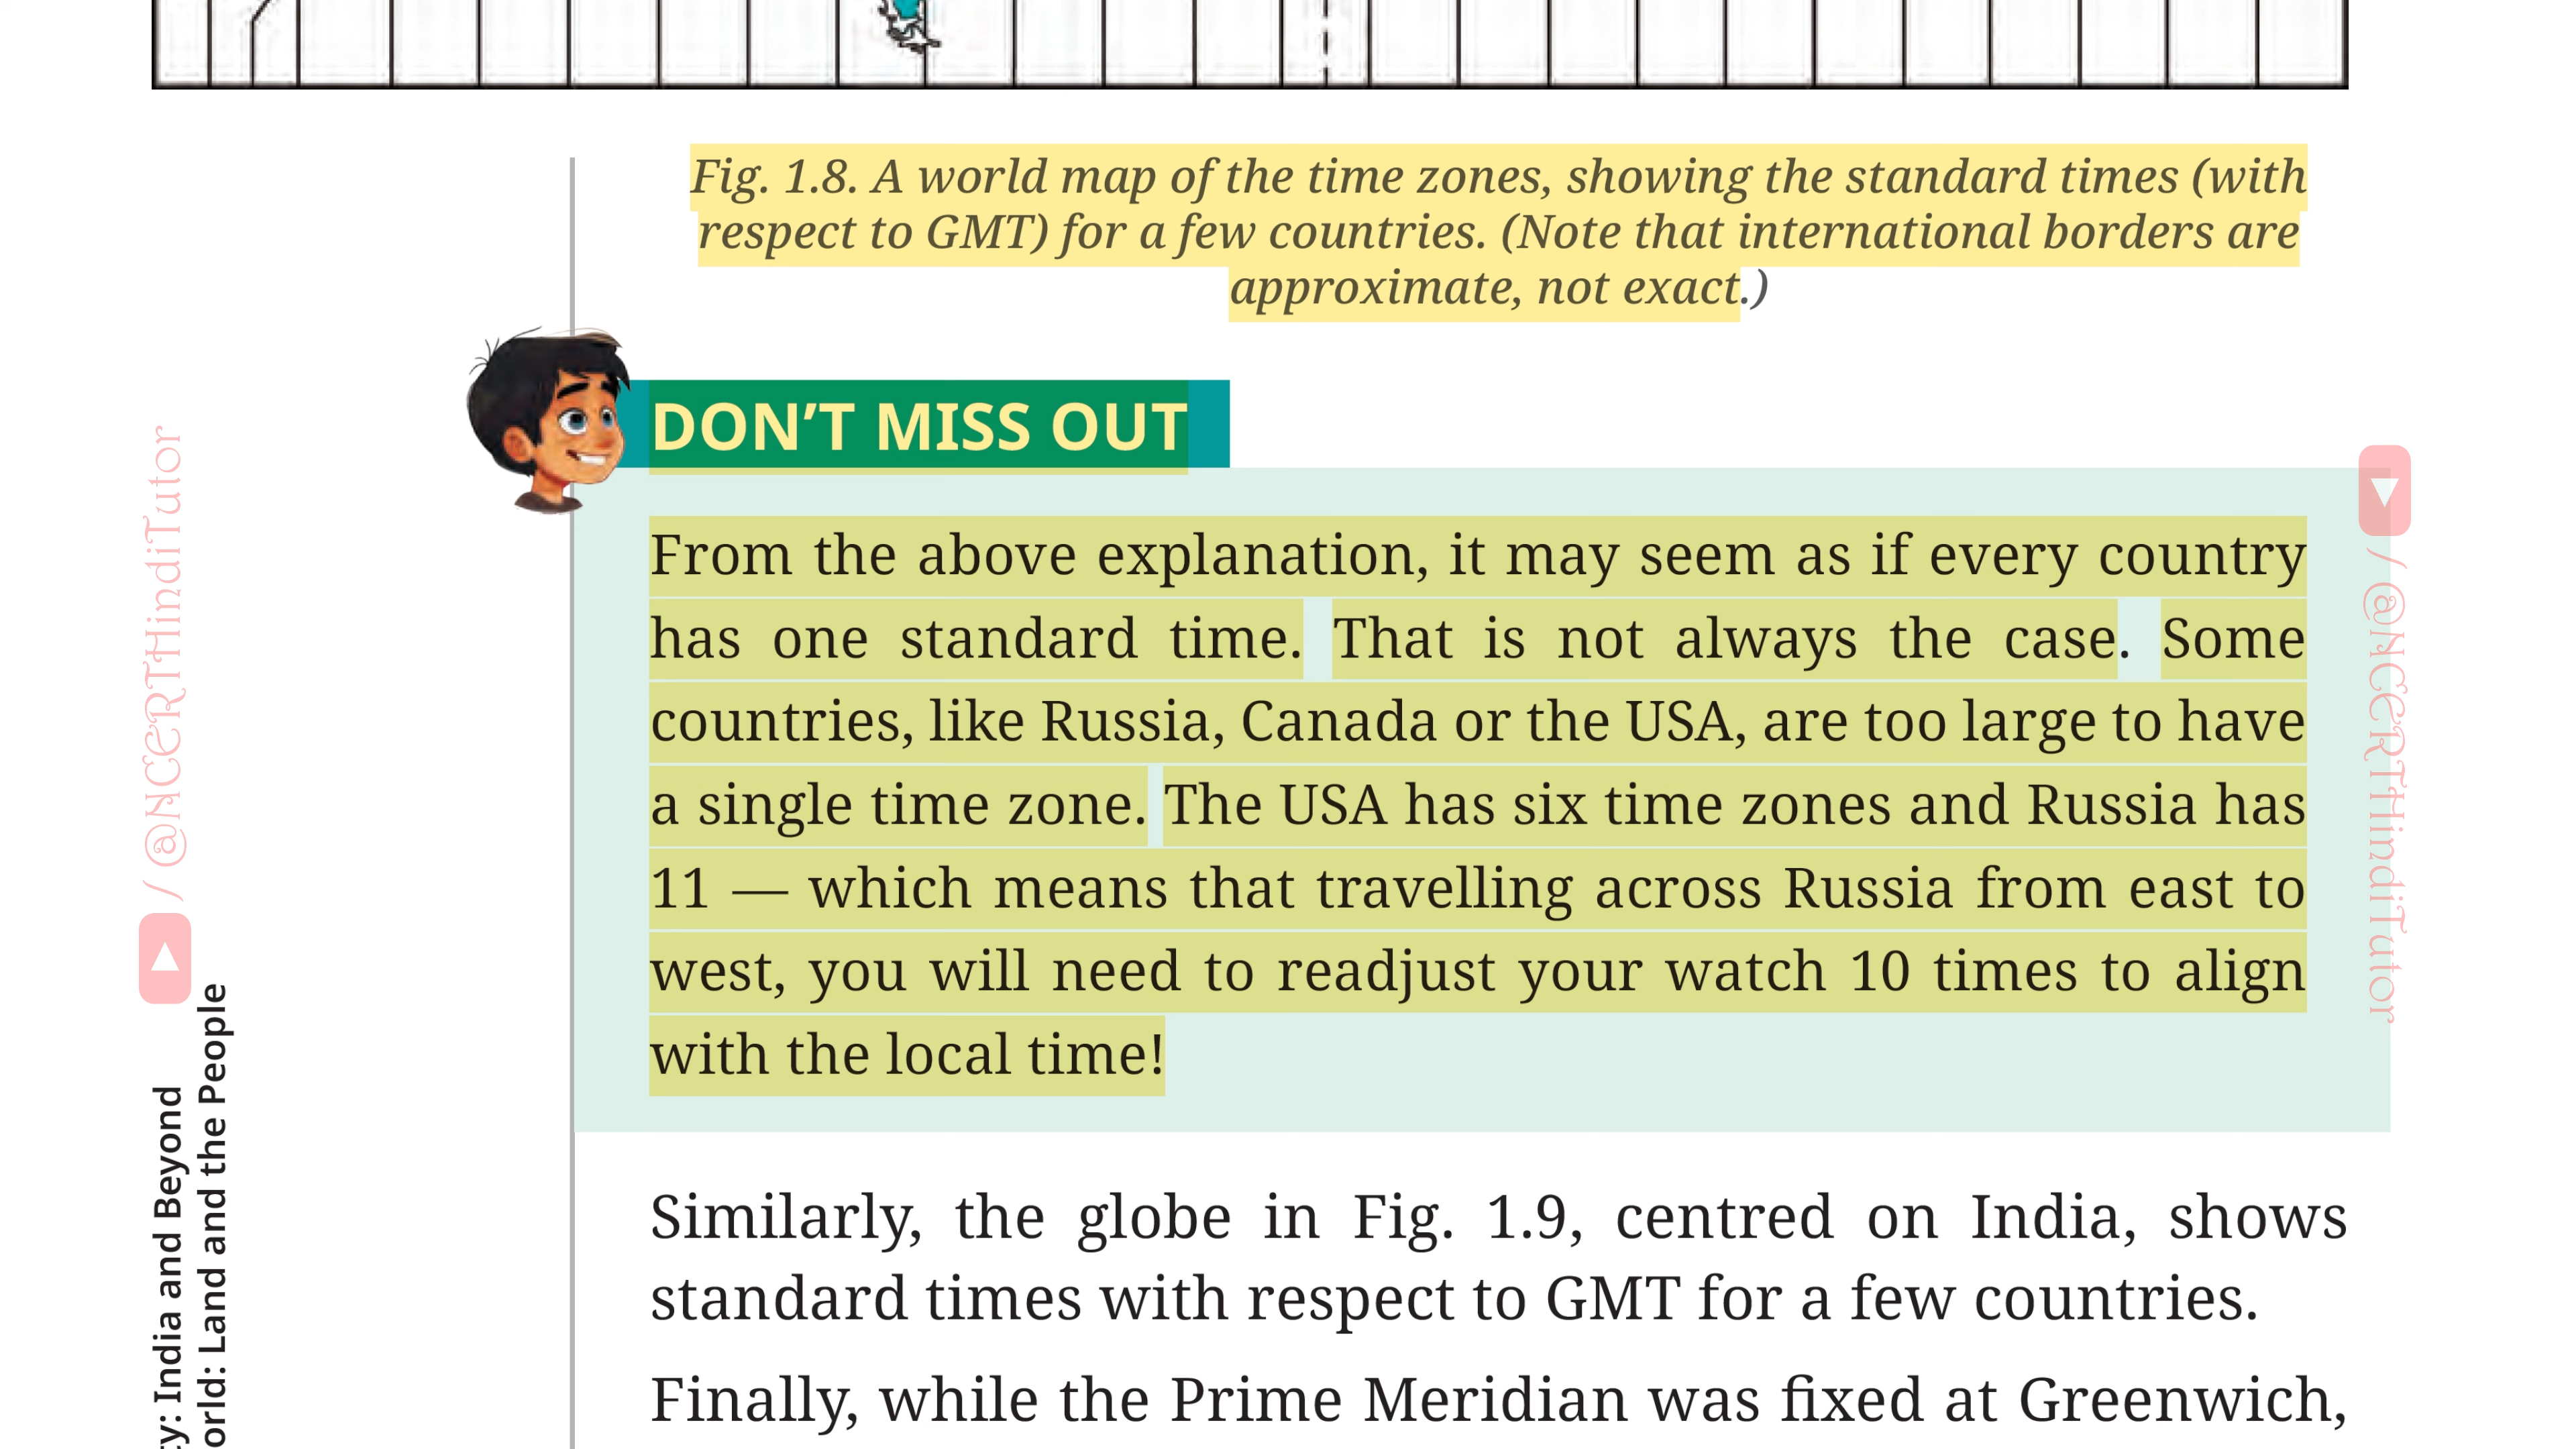 Fig. 1.8. A world map of the time zones, showing the standard times (with
respect to GMT) for a few countries. (Note that international borders are
approximate, not exact.)
DON’T MISS OUT
From the above explanation, it may seem as if every country
has one standard time. That is not always the case. Some
countries, like Russia, Canada or the USA, are too large to have
a single time zone. The USA has six time zones and Russia has
11 — which means that travelling across Russia from east to
west, you will need to readjust your watch 10 times to align
with the local time!
Similarly, the globe in Fig. 1.9, centred on India, shows
standard times with respect to GMT for a few countries.
Finally, while the Prime Meridian was fixed at Greenwich,
/ @NCERTHindiTutor
/ @NCERTHindiTutor
: India and Beyond
: Land and the People